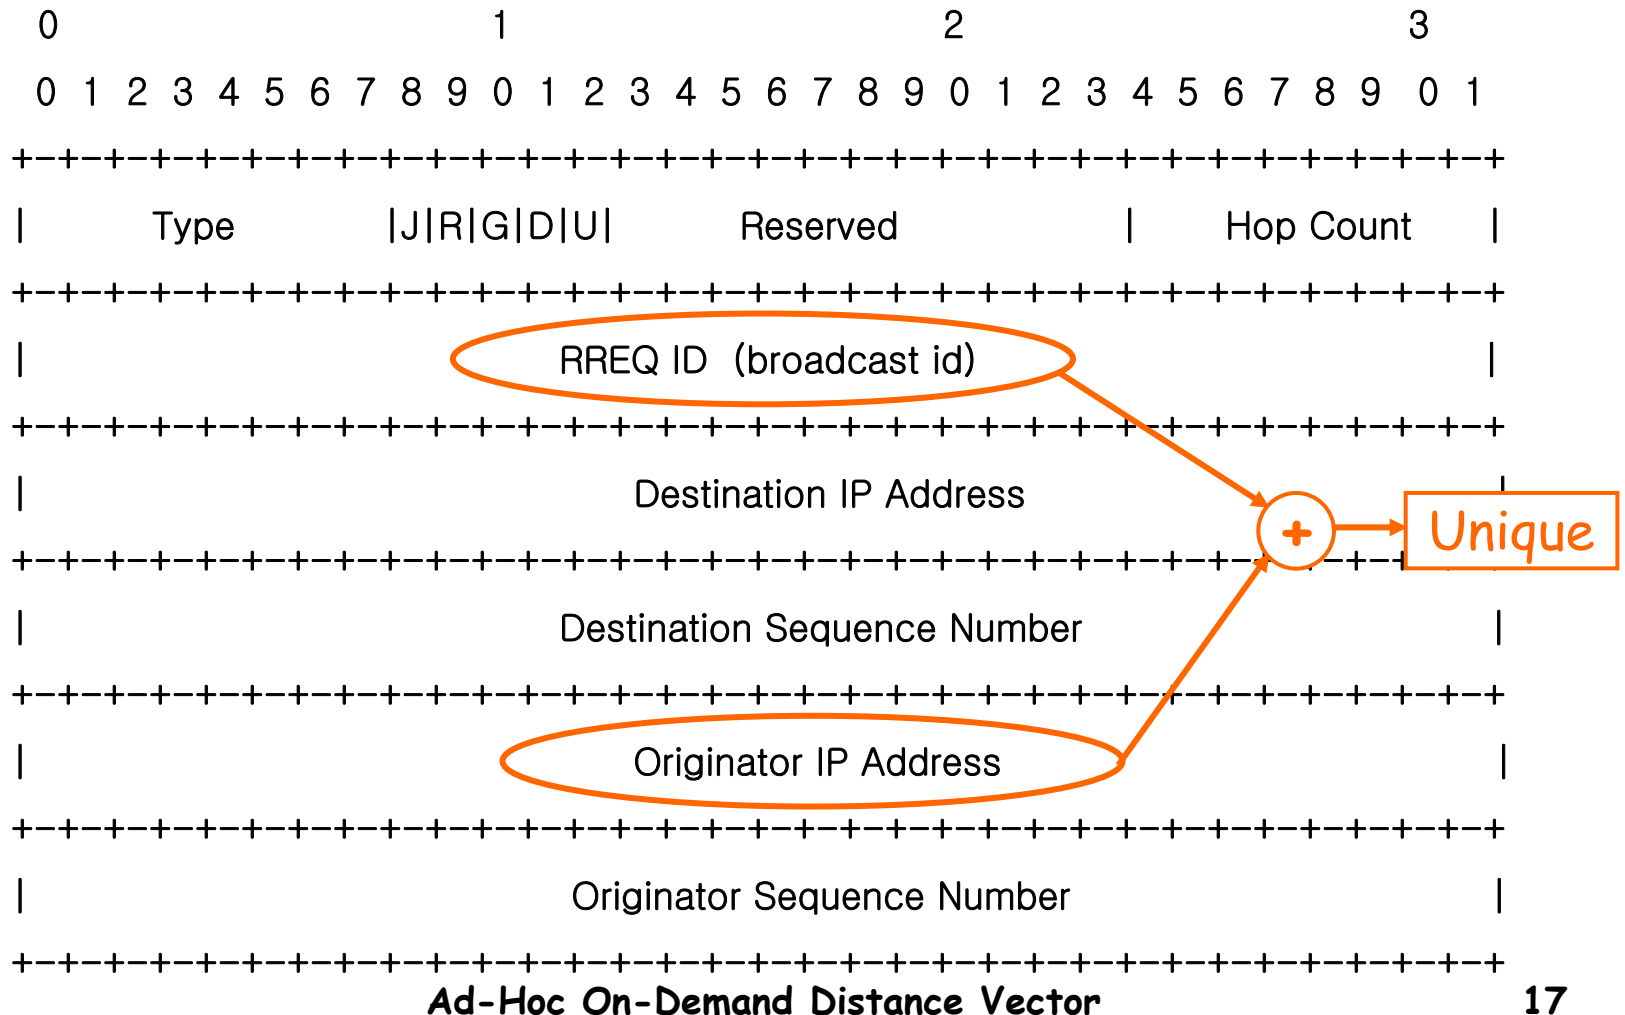 0 1 2 3
0 1 2 3 4 5 6 7 8 9 0 1 2 3 4 5 6 7 8 9 0 1 2 3 4 5 6 7 8 9 0 1
+-+-+-+-+-+-+-+-+-+-+-+-+-+-+-+-+-+-+-+-+-+-+-+-+-+-+-+-+-+-+-+-+
| Type |J|R|G|D|U| Reserved | Hop Count |
+-+-+-+-+-+-+-+-+-+-+-+-+-+-+-+-+-+-+-+-+-+-+-+-+-+-+-+-+-+-+-+-+
| RREQ ID (broadcast id) |
+-+-+-+-+-+-+-+-+-+-+-+-+-+-+-+-+-+-+-+-+-+-+-+-+-+-+-+-+-+-+-+-+
| Destination IP Address |
+ Unique
+-+-+-+-+-+-+-+-+-+-+-+-+-+-+-+-+-+-+-+-+-+-+-+-+-+-+-+-+-+-+-+-+
| Destination Sequence Number |
+-+-+-+-+-+-+-+-+-+-+-+-+-+-+-+-+-+-+-+-+-+-+-+-+-+-+-+-+-+-+-+-+
| Originator IP Address |
+-+-+-+-+-+-+-+-+-+-+-+-+-+-+-+-+-+-+-+-+-+-+-+-+-+-+-+-+-+-+-+-+
| Originator Sequence Number |
+-+-+-+-+-+-+-+-+-+-+-+-+-+-+-+-+-+-+-+-+-+-+-+-+-+-+-+-+-+-+-+-+
Ad-Hoc On-Demand Distance Vector 17